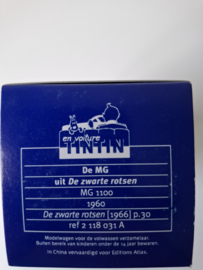 en voiture
TINTIN
De MG
uit De zwarte rotsen
MG 1100
1960
De zwarte rotsen [1966] p.30
ref 2 118 031 A
Modelwagen voor de volwassen verzamelaar.
Buiten bereik van kinderen onder de 14 jaar bewaren.
In China vervaardigd voor Editions Atlas.